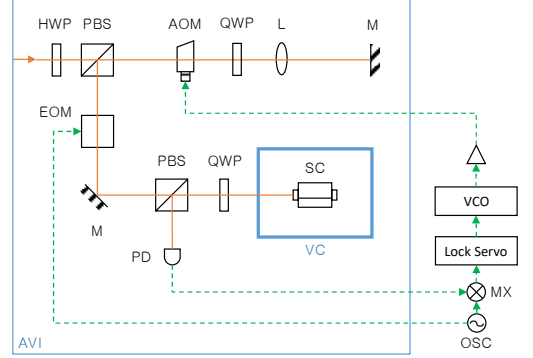 HWP PBS AOM QWP L M
EOM
PBS QWP SC
M
VC
PD
VCO
Lock Servo
MX
OSC
AVI